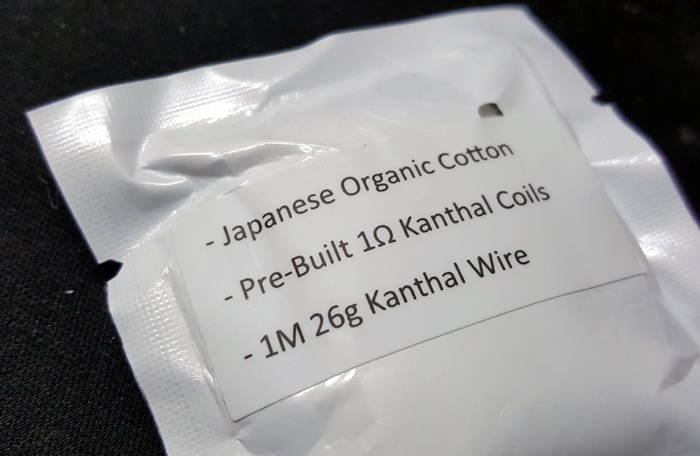 - Japanese Organic Cotton
- Pre-Built 1Ω Kanthal Coils
- 1M 26g Kanthal Wire